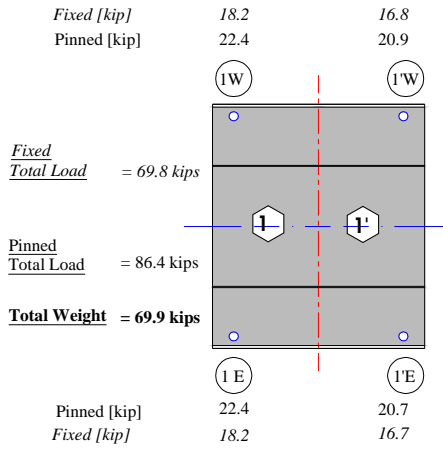 Fixed [kip] 18.2 16.8
Pinned [kip] 22.4 20.9
1W 1'W
Fixed
Total Load = 69.8 kips
1 1'
Pinned
Total Load = 86.4 kips
Total Weight = 69.9 kips
1 E 1'E
Pinned [kip] 22.4 20.7
Fixed [kip] 18.2 16.7